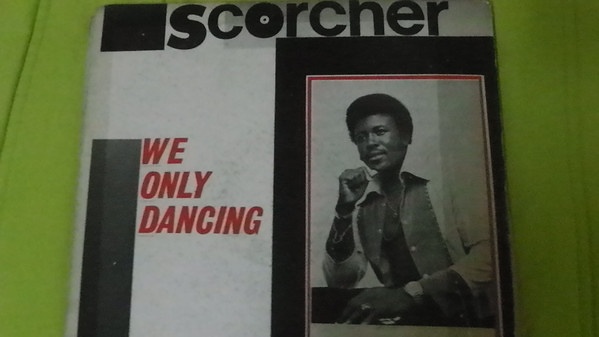 scorcher
WE
ONLY
DANCING